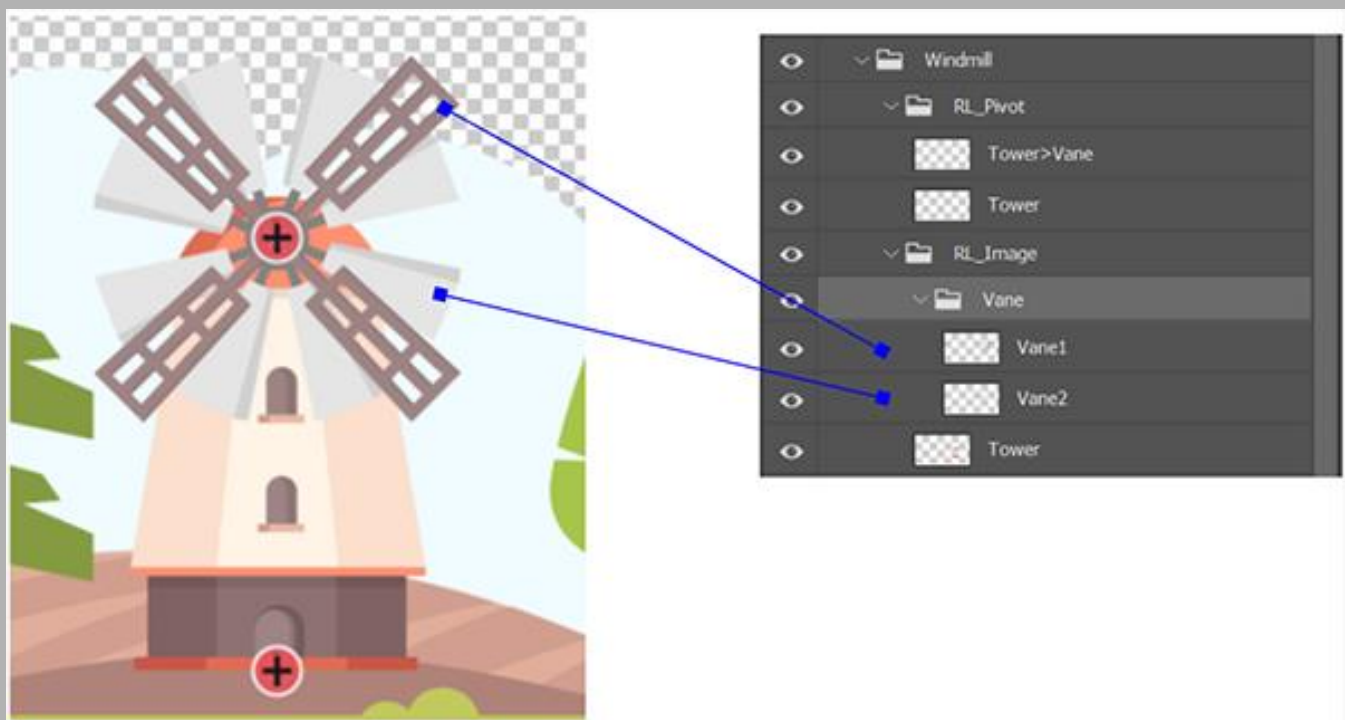 Windmill
RL_Pivot
Tower>Vane
Tower
RL_Image
Vane
Vane1
Vane2
Tower